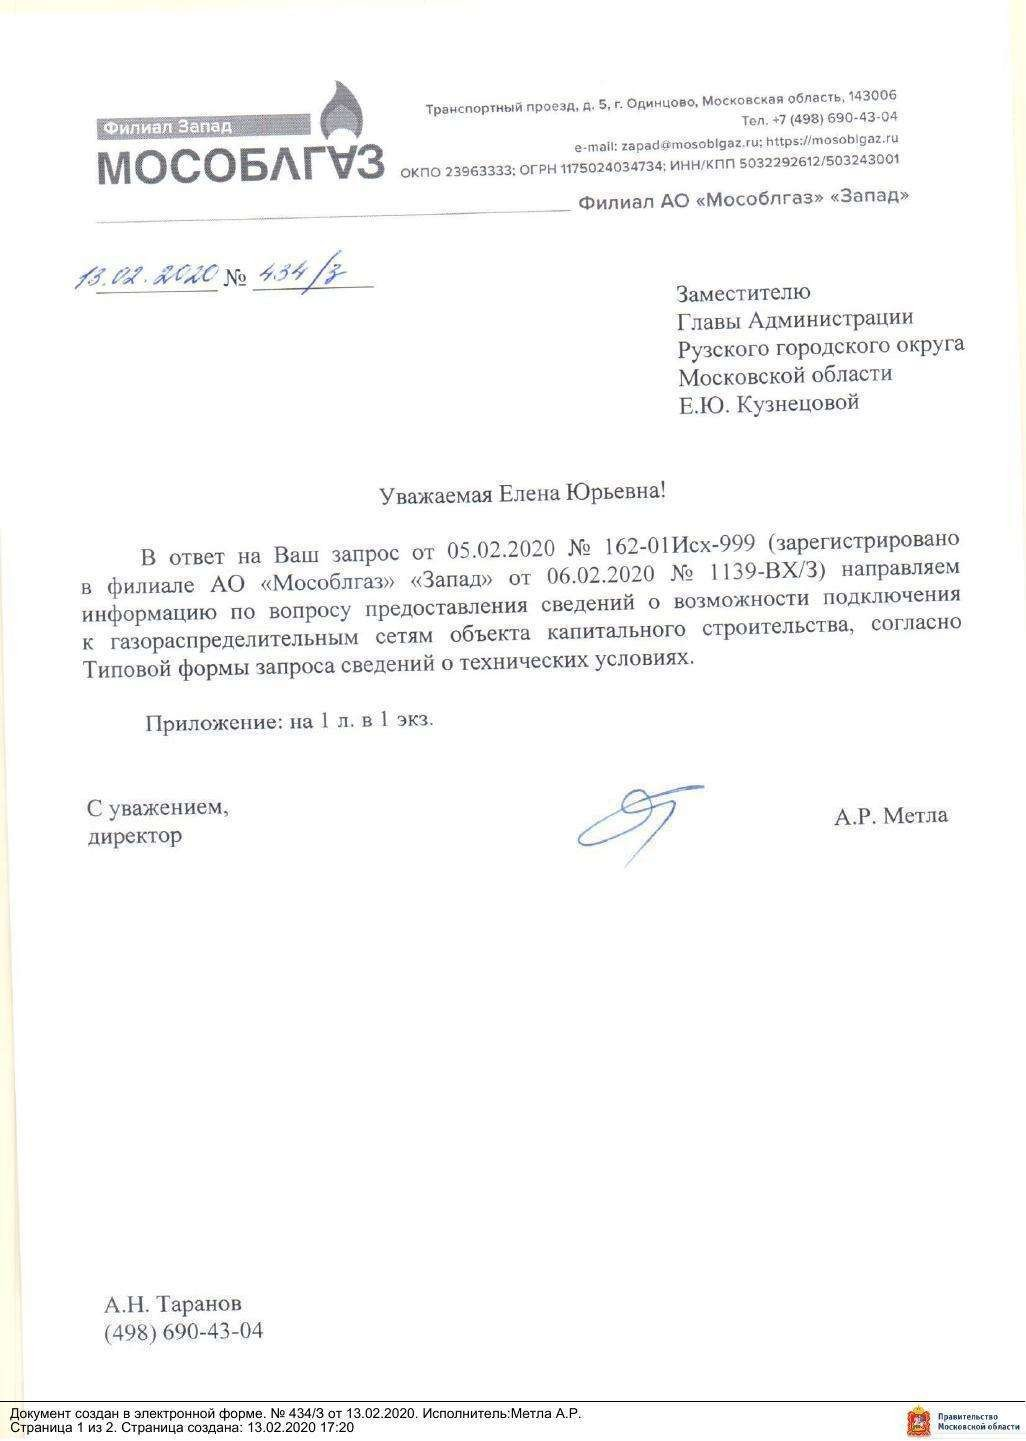 Филиал Запад
МОСОБЛГАЗ
Транспортный проезд, д. 5, г. Одинцово, Московская область, 143006
Тел. +7 (498) 690-43-04
e-mail: zapad@mosoblgaz.ru; https://mosoblgaz.ru
ОКПО 23963333; ОГРН 1175024034734; ИНН/КПП 5032292612/503243001
Филиал АО «Мособлгаз» «Запад»
13.02.2020 № 434/З
Заместителю
Главы Администрации
Рузского городского округа
Московской области
Е.Ю. Кузнецовой
Уважаемая Елена Юрьевна!
В ответ на Ваш запрос от 05.02.2020 № 162-01Исх-999 (зарегистрировано
в филиале АО «Мособлгаз» «Запад» от 06.02.2020 № 1139-ВХ/З) направляем
информацию по вопросу предоставления сведений о возможности подключения
к газораспределительным сетям объекта капитального строительства, согласно
Типовой формы запроса сведений о технических условиях.
Приложение: на 1 л. в 1 экз.
С уважением,
директор
А.Р. Метла
А.Н. Таранов
(498) 690-43-04
Документ создан в электронной форме. № 434/З от 13.02.2020. Исполнитель:Метла А.Р.
Страница 1 из 2. Страница создана: 13.02.2020 17:20
Правительство
Московской области